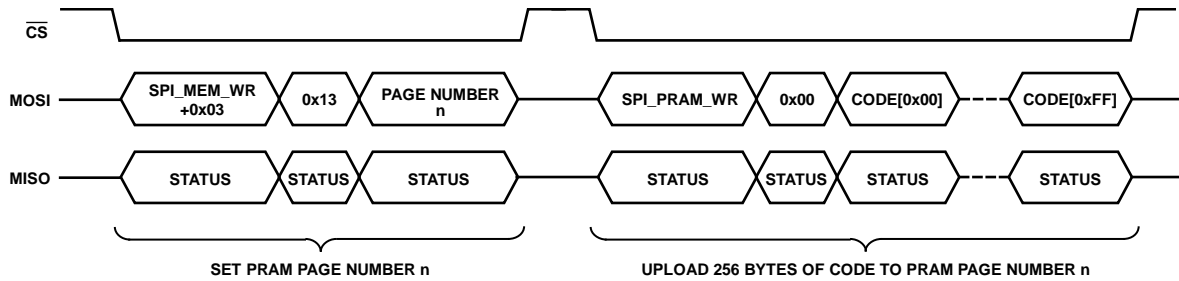 CS
MOSI
SPI_MEM_WR
+0x03
0x13
PAGE NUMBER
n
SPI_PRAM_WR
0x00
CODE[0x00]
CODE[0xFF]
MISO
STATUS
STATUS
STATUS
STATUS
STATUS
STATUS
STATUS
SET PRAM PAGE NUMBER n
UPLOAD 256 BYTES OF CODE TO PRAM PAGE NUMBER n